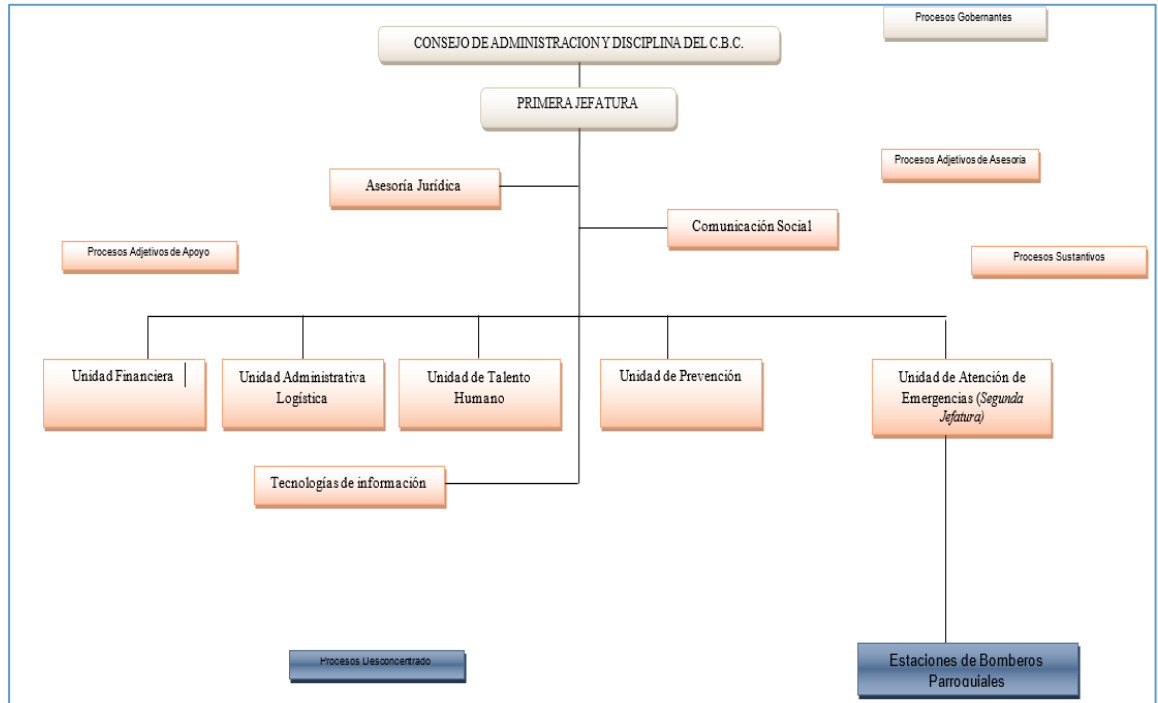 Procesos Gobernantes
CONSEJO DE ADMINISTRACION Y DISCIPLINA DEL C.B.C.
PRIMERA JEFATURA
Procesos Adjetivos de Asesoria
Asesoría Jurídica
Comunicación Social
Procesos Adjetivos de Apoyo
Procesos Sustantivos
Unidad Financiera
Unidad Administrativa
Logística
Unidad de Talento
Humano
Unidad de Prevención
Unidad de Atención de
Emergencias (Segunda
Jefatura)
Tecnologías de información
Procesos Desconcentrado
Estaciones de Bomberos
Parroquiales